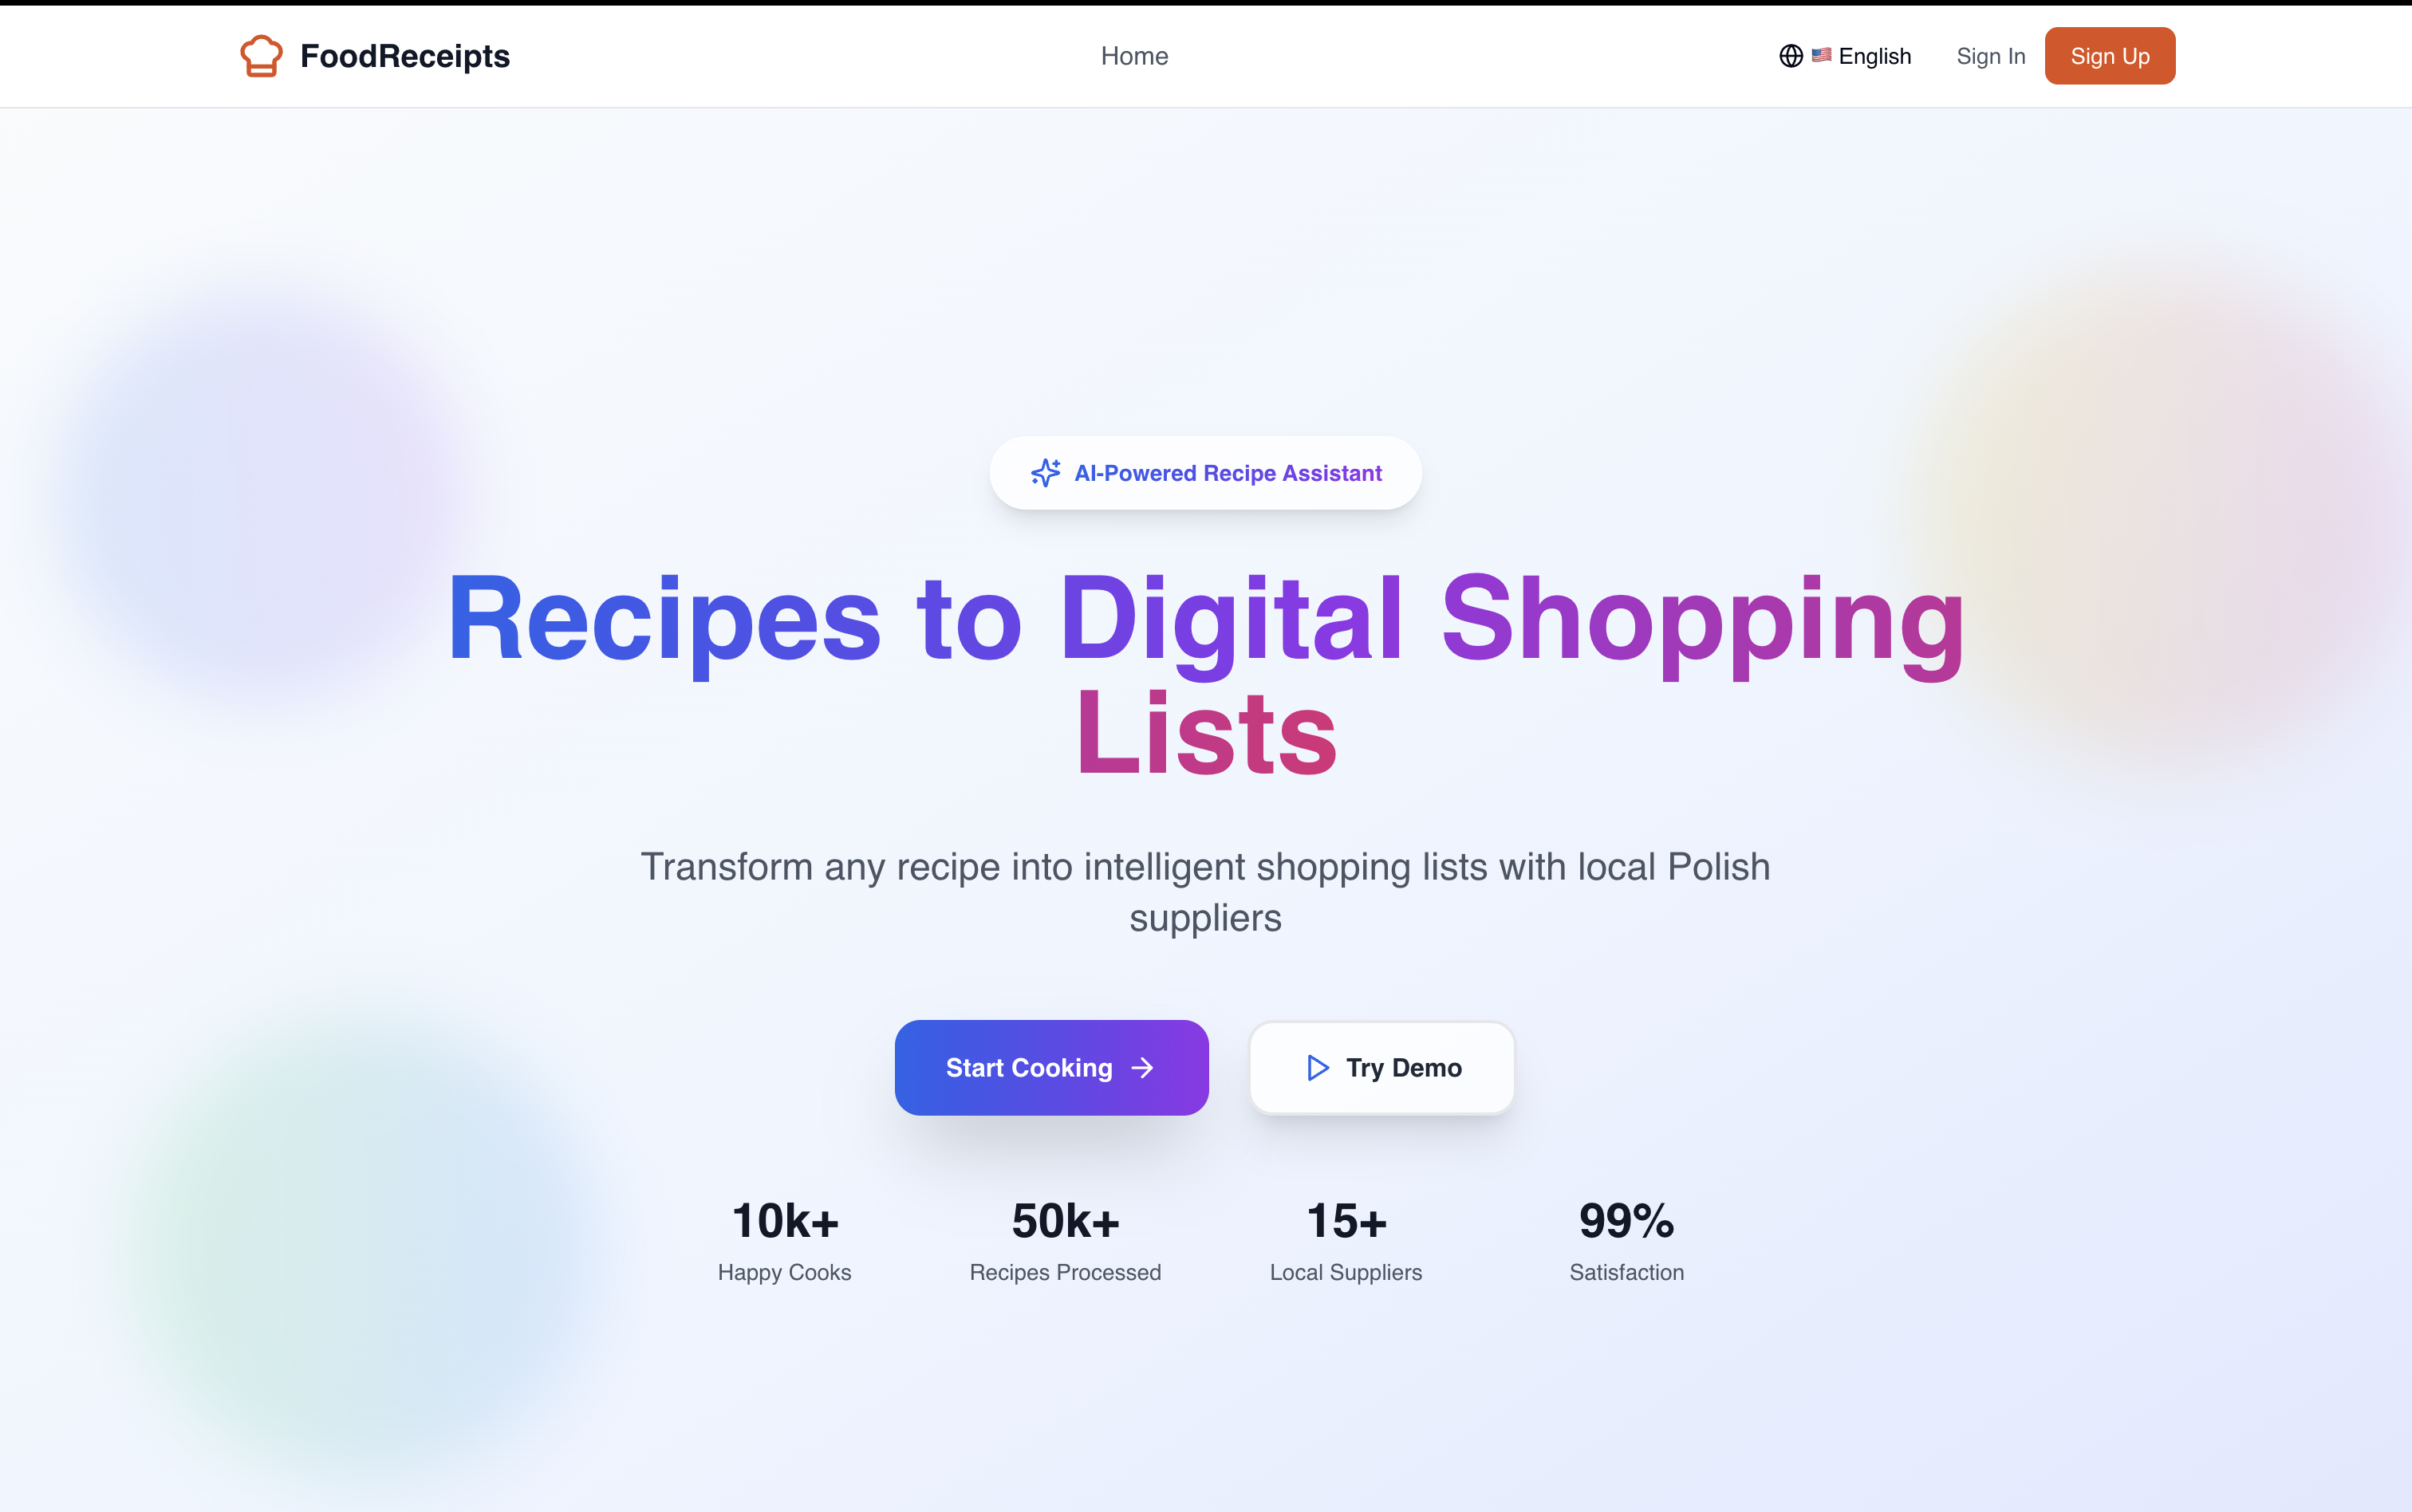 FoodReceipts
Home
English
Sign In
Sign Up
AI-Powered Recipe Assistant
Recipes to Digital Shopping
Lists
Transform any recipe into intelligent shopping lists with local Polish
suppliers
Start Cooking
Try Demo
10k+
Happy Cooks
50k+
Recipes Processed
15+
Local Suppliers
99%
Satisfaction